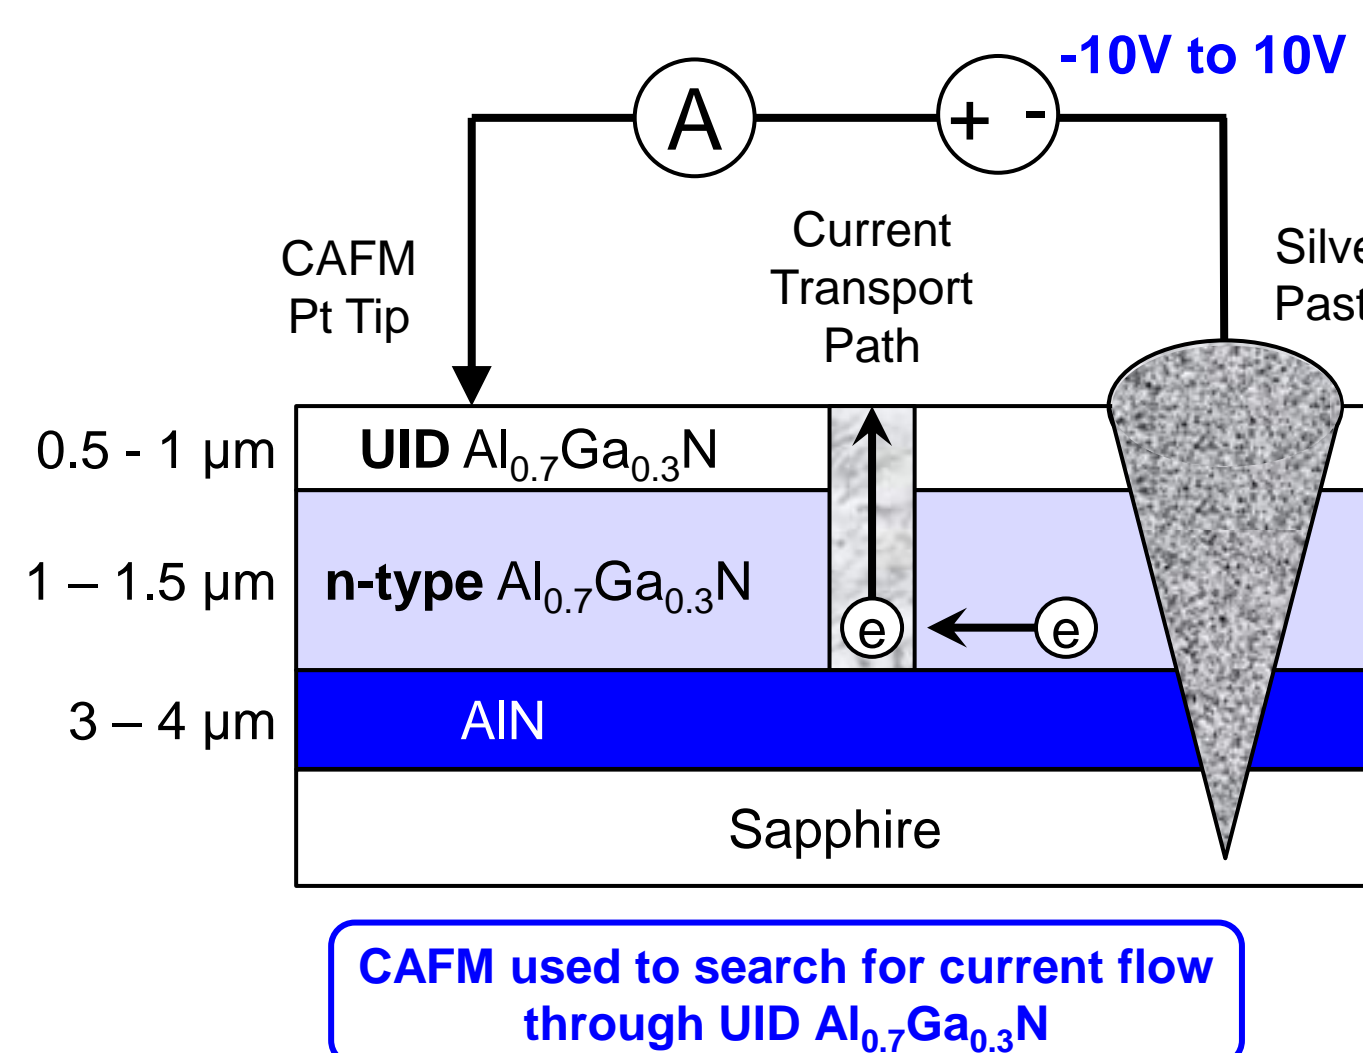 -10V to 10V
A
+ -
CAFM
Pt Tip
Current
Transport
Path
0.5 - 1 µm
UID Al0.7Ga0.3N
1 – 1.5 µm
n-type Al0.7Ga0.3N
e
e
3 – 4 µm
AlN
Sapphire
CAFM used to search for current flow
through UID Al0.7Ga0.3N